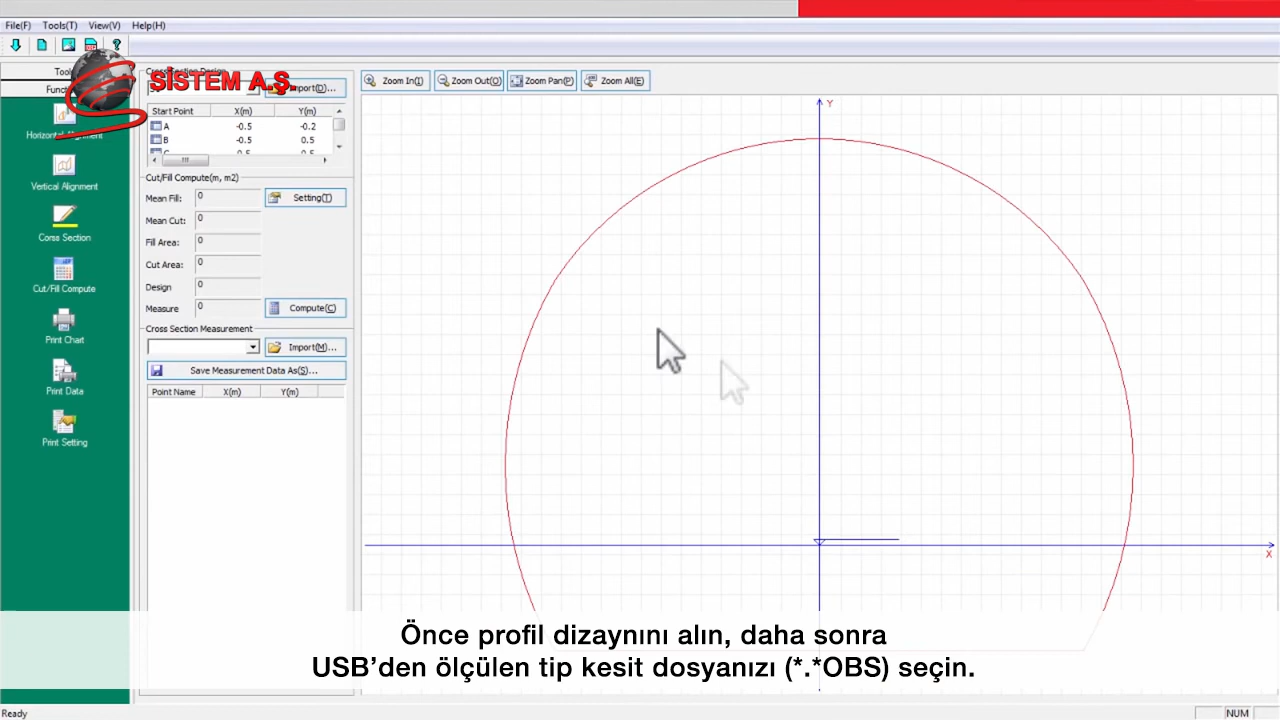 File(F) Tools(T) View(V) Help(H)
Cross Section Design
SİSTEM A.Ş.
Horizontal Alignment
Vertical Alignment
Corss Section
Cut/Fill Compute
Print Chart
Print Data
Print Setting
Start Point X(m) Y(m)
A -0.5 -0.2
B -0.5 0.5
Cut/Fill Compute(m, m2)
Mean Fill: 0 Setting(T)
Mean Cut: 0
Fill Area: 0
Cut Area: 0
Design 0
Measure 0 Compute(C)
Cross Section Measurement
Import(M)...
Save Measurement Data As(S)...
Point Name X(m) Y(m)
Zoom In(I) Zoom Out(O) Zoom Pan(P) Zoom All(E)
Y
X
Önce profil dizaynını alın, daha sonra
USB’den ölçülen tip kesit dosyanızı (*.*OBS) seçin.
Ready NUM